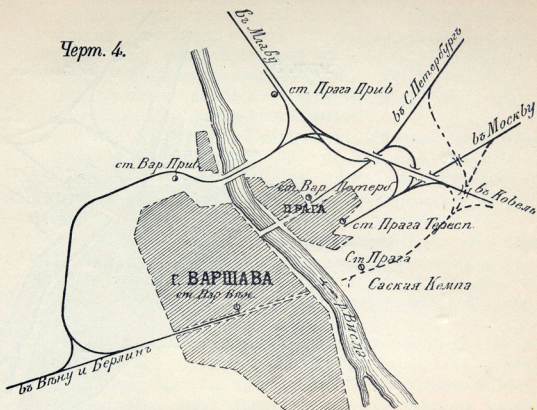 Черт. 4.
въ Млаву
ст. Прага Прив
въ С. Петербургъ
въ Москву
ст. Вар. Прив
ст. Вар. Петерб
ПРАГА
въ Ковель
ст. Прага Тересп.
Ст. Прага
г. ВАРШАВА
Саская Кемпа
ст. Вар. Вѣн.
р. Висла
въ Вѣну и Берлинъ